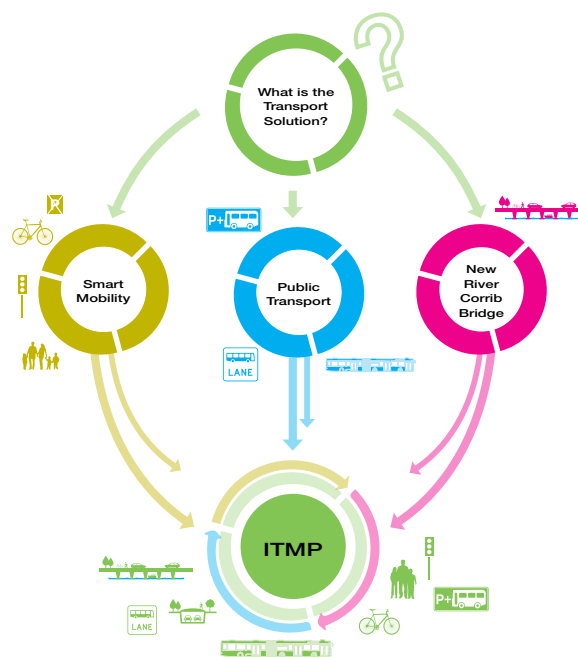 What is the
Transport
Solution?
P+
R
Smart
Mobility
Public
Transport
New
River
Corrib
Bridge
LANE
ITMP
P+
LANE